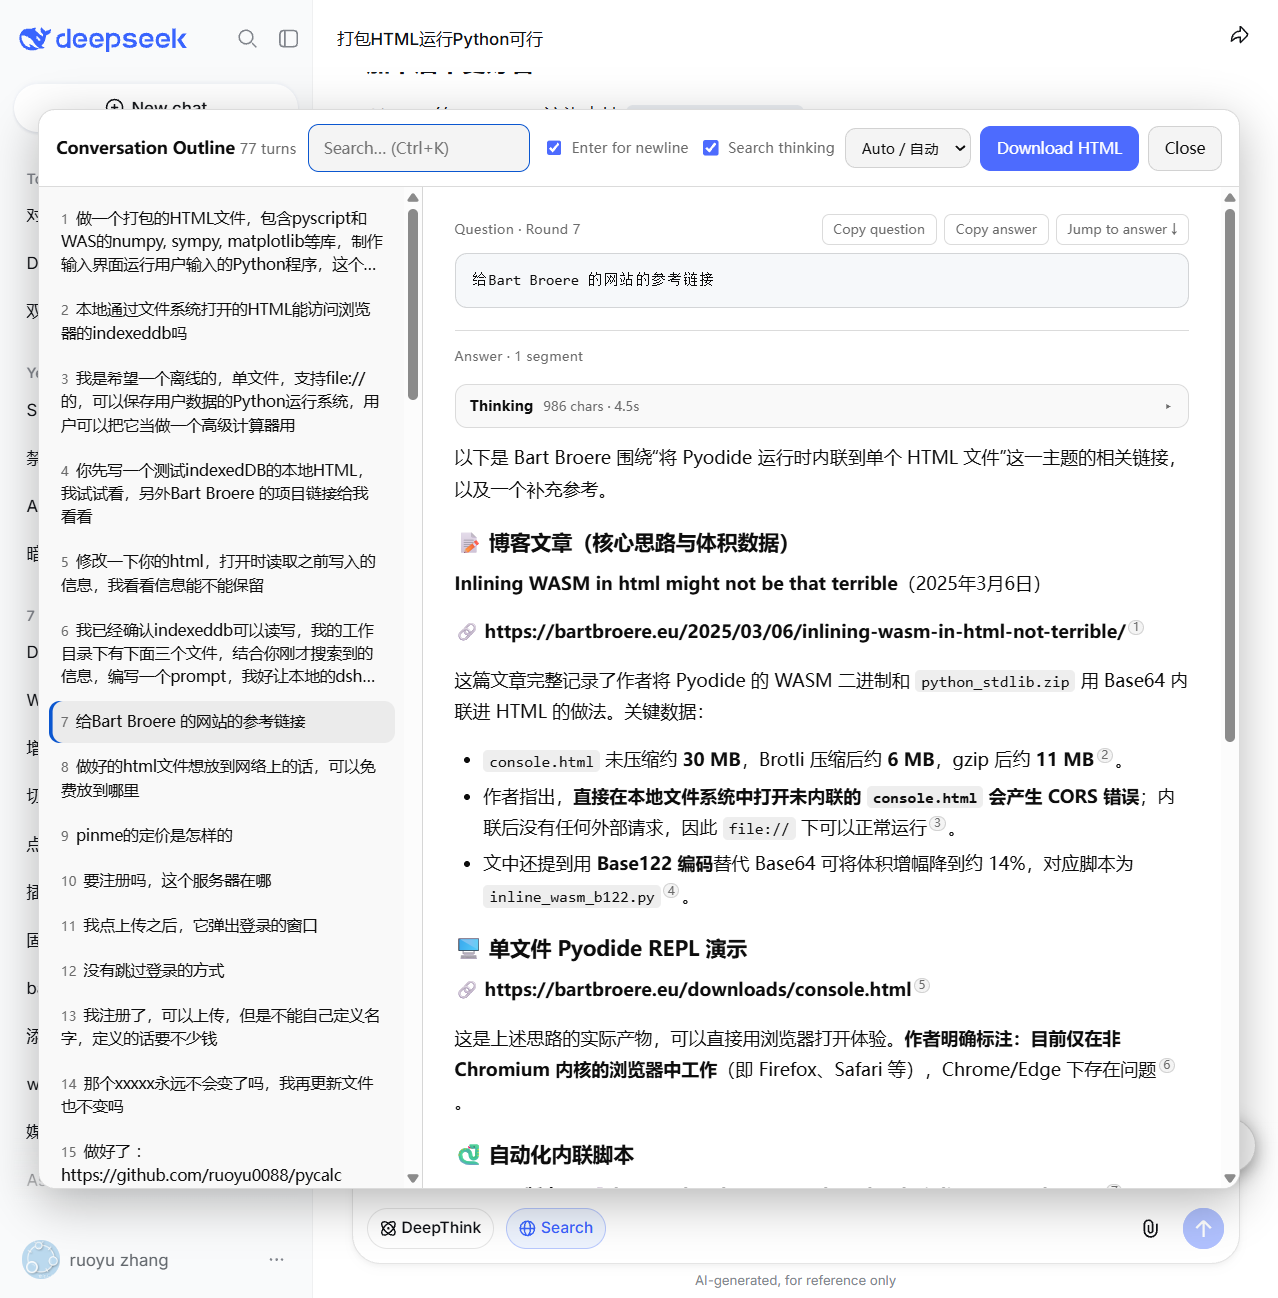 deepseek
打包HTML运行Python可行
New chat
Conversation Outline 77 turns
Search... (Ctrl+K)
Enter for newline
Search thinking
Auto / 自动
Download HTML
Close
1 做一个打包的HTML文件，包含pyscript和
WAS的numpy, sympy, matplotlib等库，制作
输入界面运行用户输入的Python程序，这个...
2 本地通过文件系统打开的HTML能访问浏览
器的indexeddb吗
3 我是希望一个离线的，单文件，支持file://
的，可以保存用户数据的Python运行系统，用
户可以把它当做一个高级计算器用
4 你先写一个测试indexedDB的本地HTML，
我试试看，另外Bart Broere 的项目链接给我
看看
5 修改一下你的html，打开时读取之前写入的
信息，我看看信息能不能保留
6 我已经确认indexeddb可以读写，我的工作
目录下有下面三个文件，结合你刚才搜索到的
信息，编写一个prompt，我好让本地的dsh...
7 给Bart Broere 的网站的参考链接
8 做好的html文件想放到网络上的话，可以免
费放到哪里
9 pinme的定价是怎样的
10 要注册吗，这个服务器在哪
11 我点上传之后，它弹出登录的窗口
12 没有跳过登录的方式
13 我注册了，可以上传，但是不能自己定义名
字，定义的话要不少钱
14 那个xxxxx永远不会变了吗，我再更新文件
也不变吗
15 做好了：
https://github.com/ruoyu0088/pycalc
Question · Round 7
Copy question
Copy answer
Jump to answer ↓
给Bart Broere 的网站的参考链接
Answer · 1 segment
Thinking 986 chars · 4.5s
以下是 Bart Broere 围绕“将 Pyodide 运行时内联到单个 HTML 文件”这一主题的相关链接，
以及一个补充参考。
📝 博客文章（核心思路与体积数据）
Inlining WASM in html might not be that terrible（2025年3月6日）
🔗 https://bartbroere.eu/2025/03/06/inlining-wasm-in-html-not-terrible/ 1
这篇文章完整记录了作者将 Pyodide 的 WASM 二进制和 python_stdlib.zip 用 Base64 内
联进 HTML 的做法。关键数据：
• console.html 未压缩约 30 MB，Brotli 压缩后约 6 MB，gzip 后约 11 MB 2 。
• 作者指出，直接在本地文件系统中打开未内联的 console.html 会产生 CORS 错误；内
联后没有任何外部请求，因此 file:// 下可以正常运行 3 。
• 文中还提到用 Base122 编码替代 Base64 可将体积增幅降到约 14%，对应脚本为
inline_wasm_b122.py 4 。
🖥️ 单文件 Pyodide REPL 演示
🔗 https://bartbroere.eu/downloads/console.html 5
这是上述思路的实际产物，可以直接用浏览器打开体验。作者明确标注：目前仅在非
Chromium 内核的浏览器中工作（即 Firefox、Safari 等），Chrome/Edge 下存在问题 6
。
🐍 自动化内联脚本
DeepThink
Search
ruoyu zhang
AI-generated, for reference only